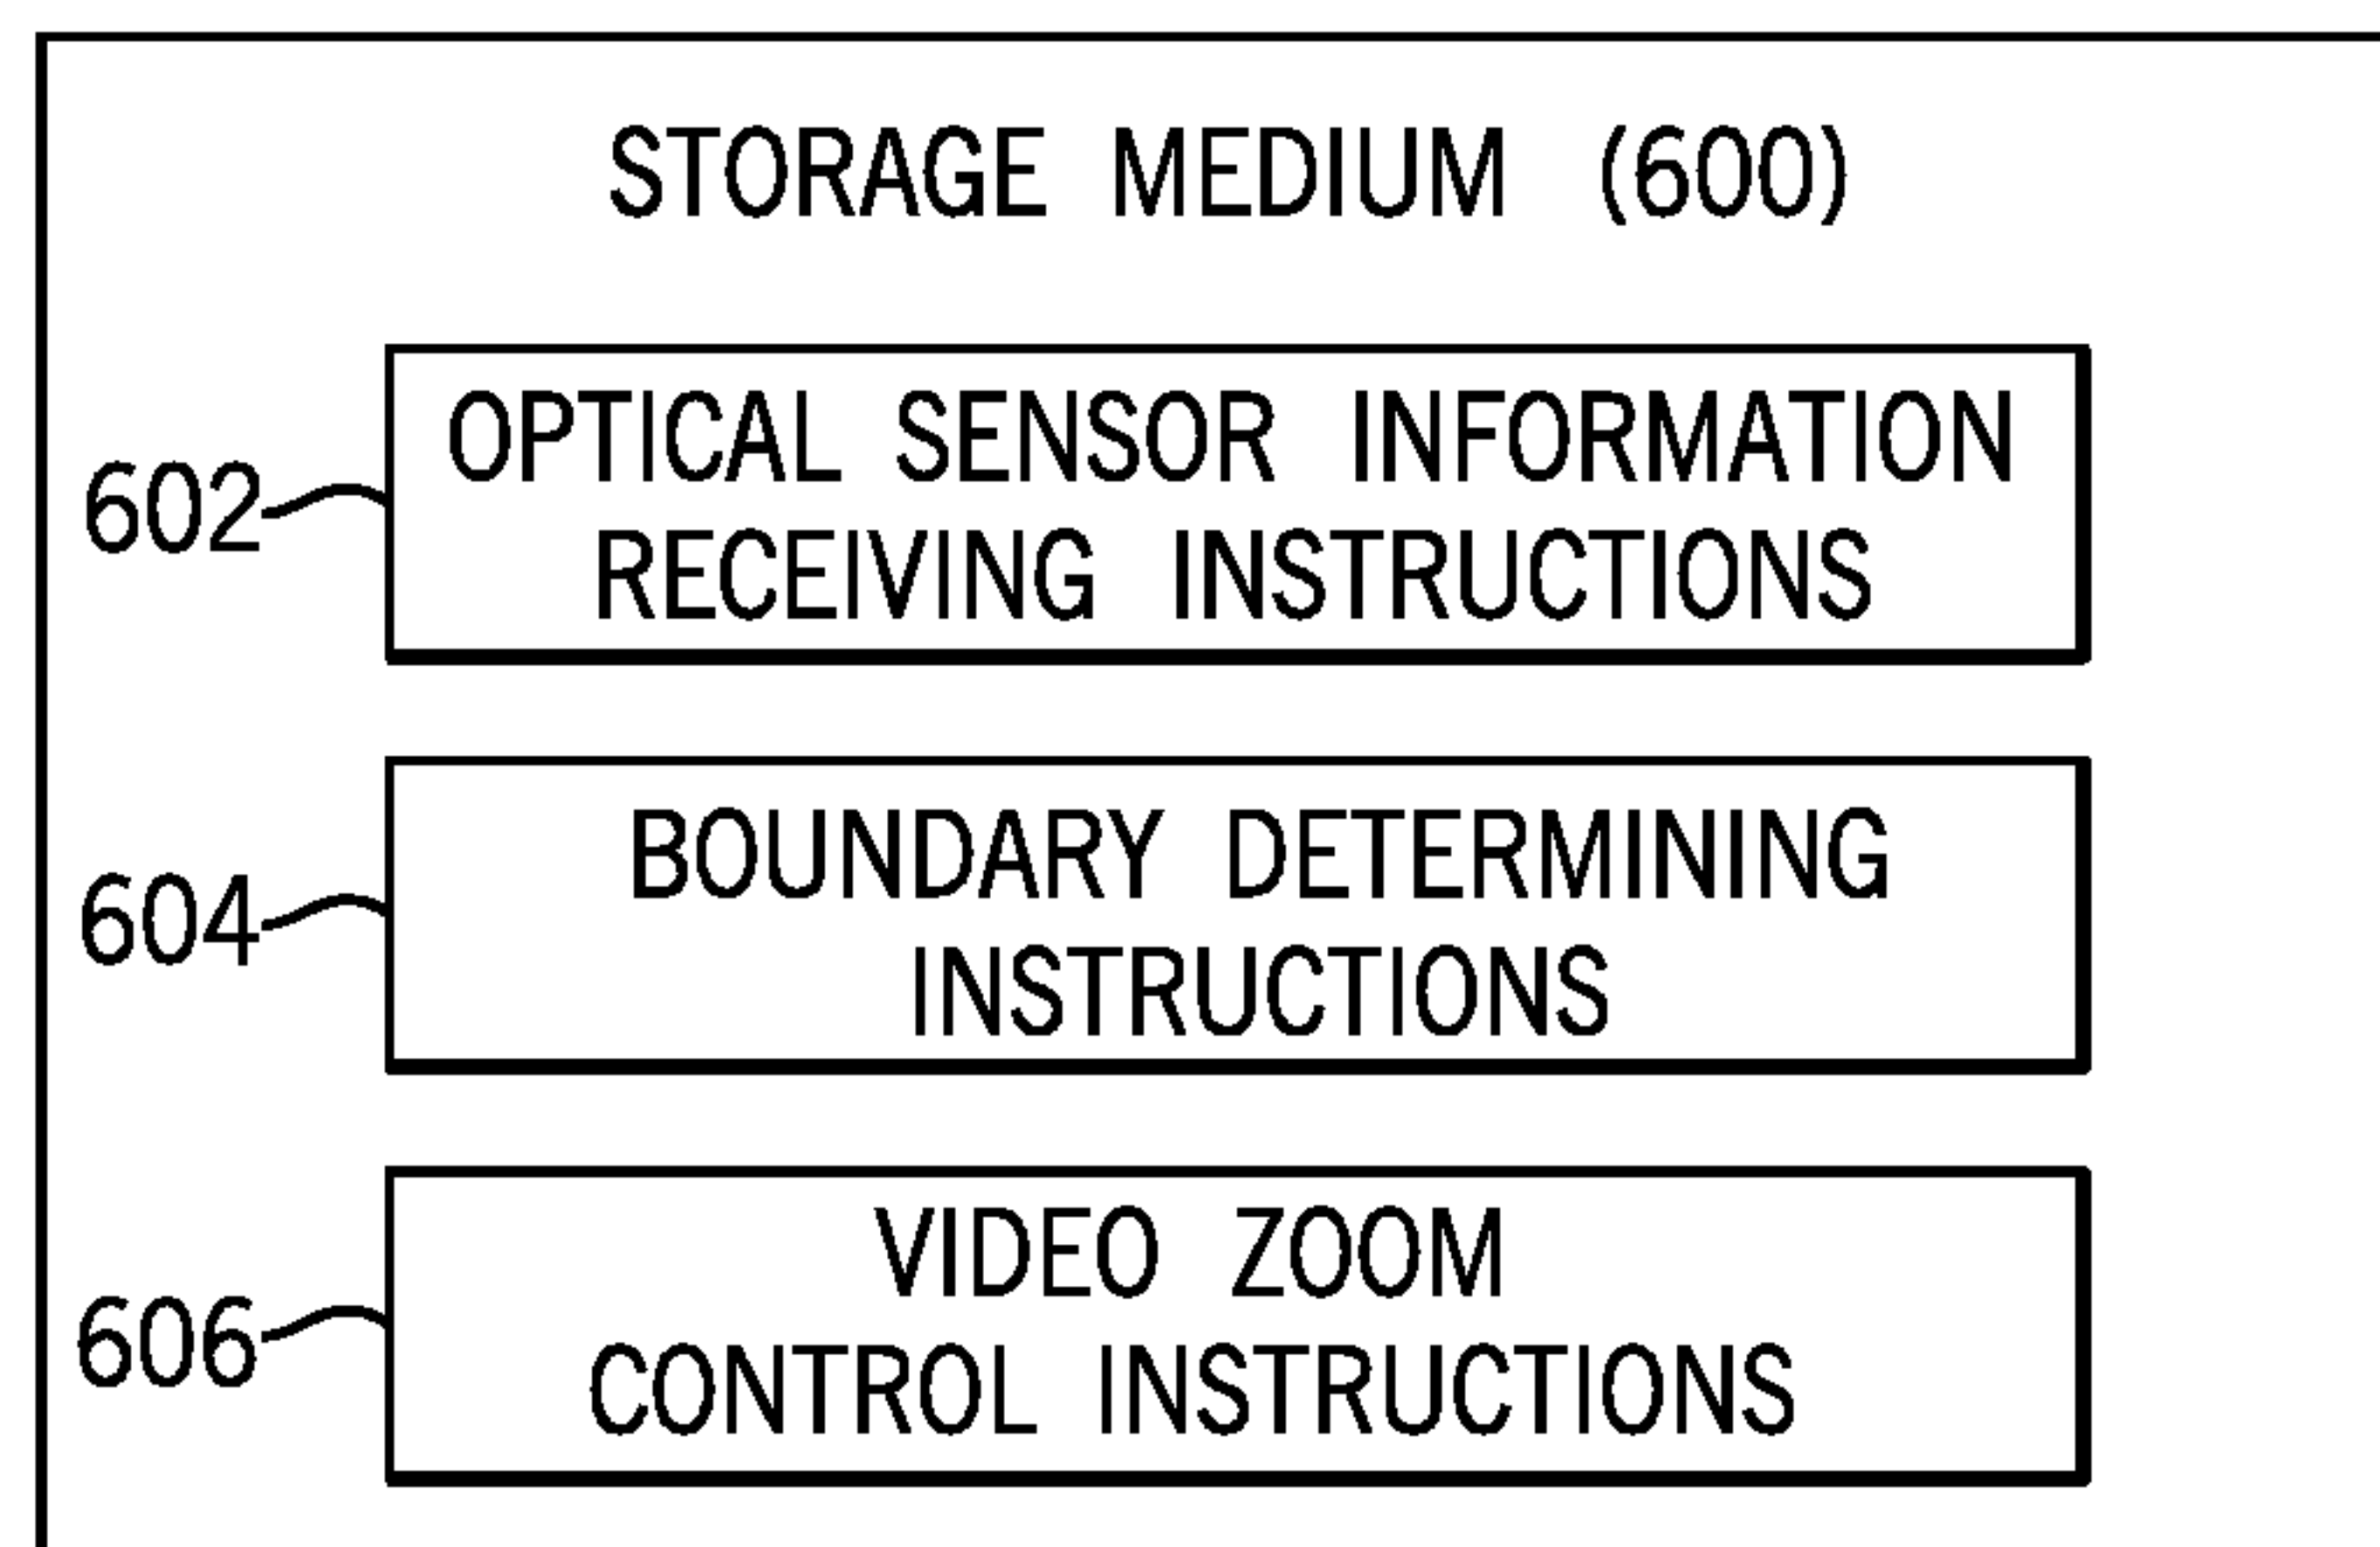 STORAGE MEDIUM (600)
602
OPTICAL SENSOR INFORMATION
RECEIVING INSTRUCTIONS
604
BOUNDARY DETERMINING
INSTRUCTIONS
606
VIDEO ZOOM
CONTROL INSTRUCTIONS